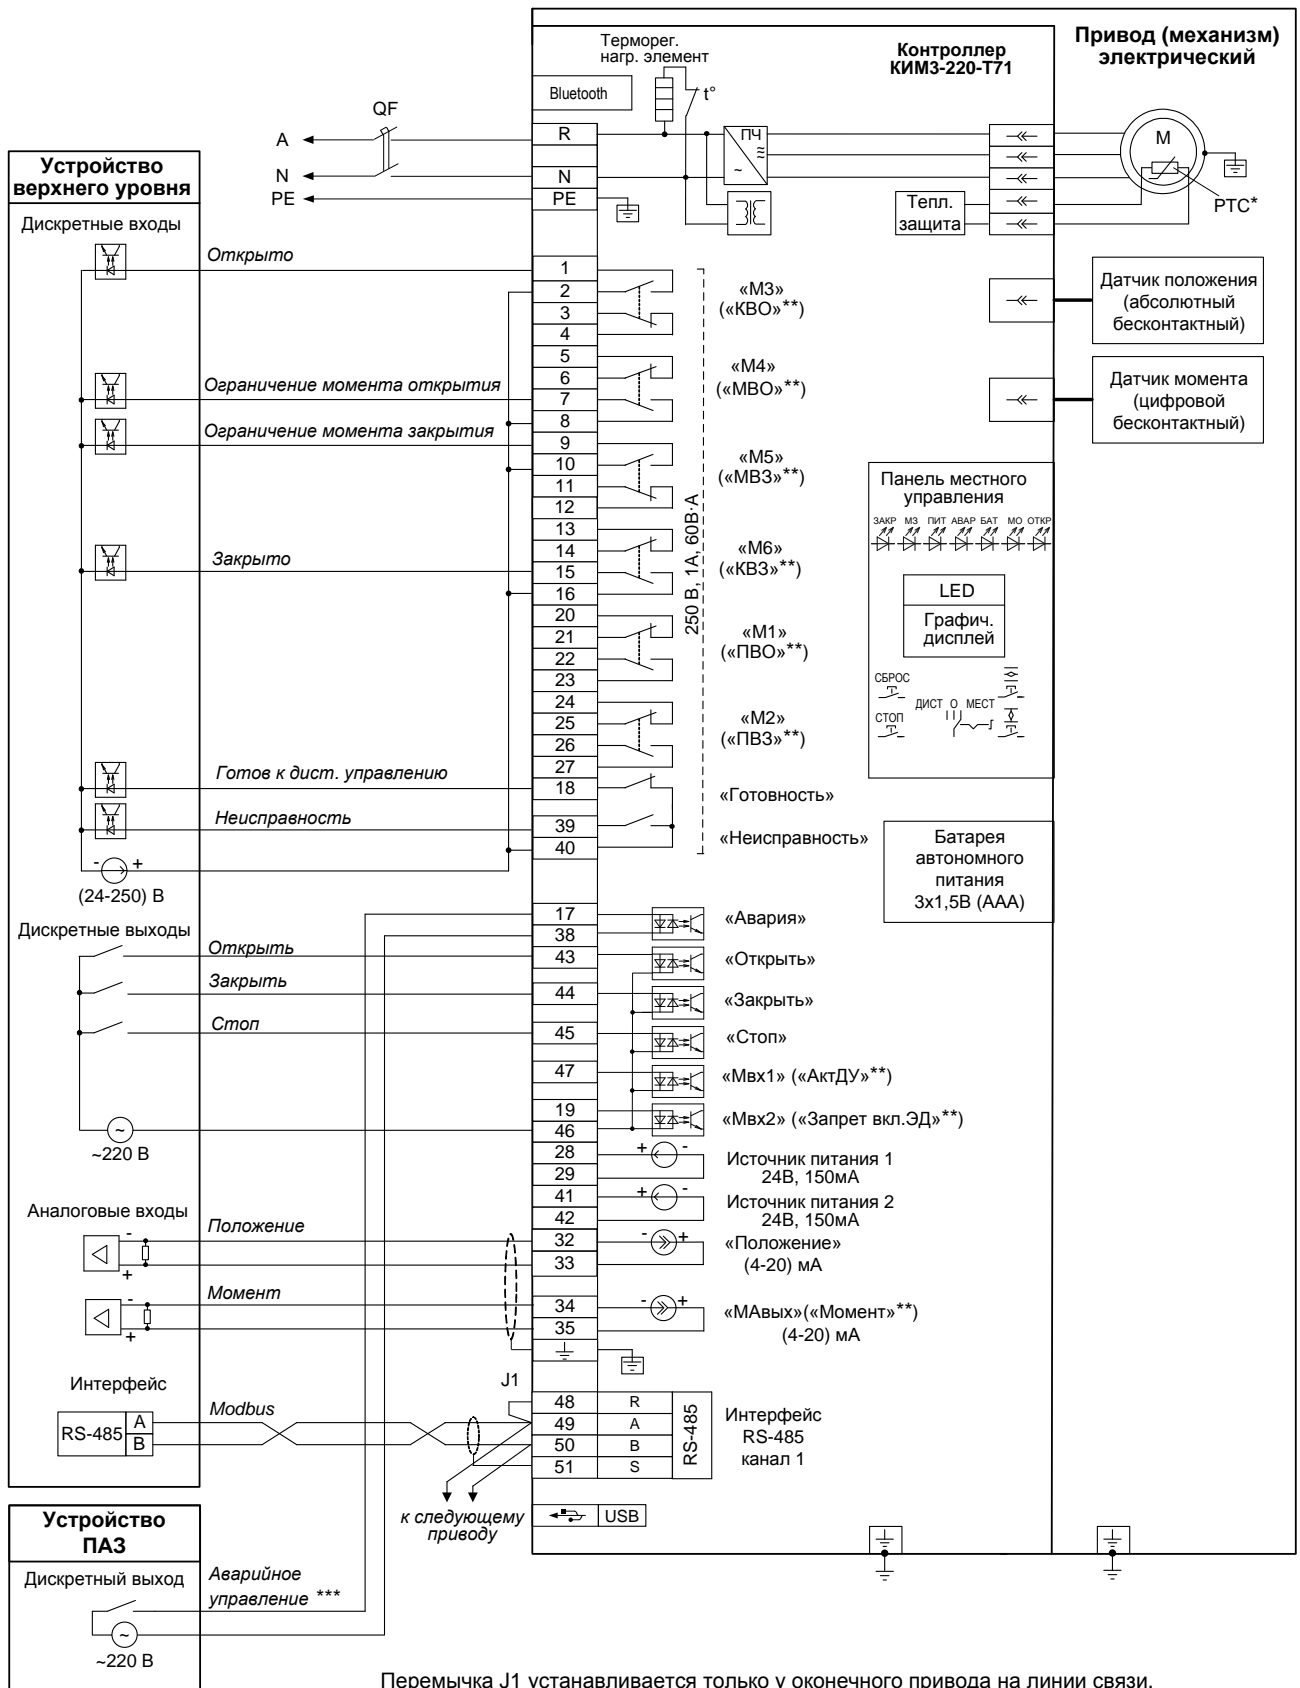 Привод (механизм)
электрический
Контроллер
КИМ3-220-Т71
Терморег.
нагр. элемент
t°
Bluetooth
QF
A
N
PE
R
N
PE
ПЧ
≈
~
М
PTC*
Тепл.
защита
Устройство
верхнего уровня
Дискретные входы
Открыто
1
2
3
4
«М3»
(«КВО»**)
Датчик положения
(абсолютный
бесконтактный)
5
6
7
8
«М4»
(«МВО»**)
Ограничение момента открытия
Датчик момента
(цифровой
бесконтактный)
Ограничение момента закрытия
9
10
11
12
«М5»
(«МВЗ»**)
250 В, 1А, 60В·А
Панель местного
управления
ЗАКР МЗ ПИТ АВАР БАТ МО ОТКР
Закрыто
13
14
15
16
«М6»
(«КВЗ»**)
LED
Графич.
дисплей
20
21
22
23
«М1»
(«ПВО»**)
СБРОС
СТОП
ДИСТ О МЕСТ
24
25
26
27
«М2»
(«ПВЗ»**)
Готов к дист. управлению
18
«Готовность»
Неисправность
39
40
«Неисправность»
- +
(24-250) В
Батарея
автономного
питания
3х1,5В (ААА)
Дискретные выходы
17
38
«Авария»
Открыть
43
«Открыть»
Закрыть
44
«Закрыть»
Стоп
45
«Стоп»
47
«Мвх1» («АктДУ»**)
19
46
«Мвх2» («Запрет вкл.ЭД»**)
~
~220 В
28
29
+ -
Источник питания 1
24В, 150мА
41
42
+ -
Источник питания 2
24В, 150мА
Аналоговые входы
Положение
-
+
32
33
- +
«Положение»
(4-20) мА
Момент
-
+
34
35
- +
«МАвых»(«Момент»**)
(4-20) мА
Интерфейс
J1
Modbus
RS-485
A
B
48 R
49 A
50 B
51 S
RS-485
Интерфейс
RS-485
канал 1
к следующему
приводу
USB
Устройство
ПАЗ
Дискретный выход
Аварийное
управление ***
~
~220 В
Перемычка J1 устанавливается только у оконечного привода на линии связи.